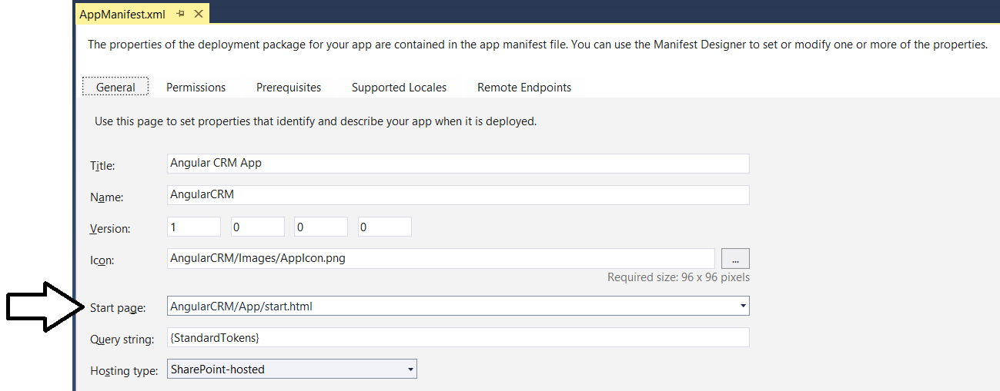 AppManifest.xml
The properties of the deployment package for your app are contained in the app manifest file. You can use the Manifest Designer to set or modify one or more of the properties.
General Permissions Prerequisites Supported Locales Remote Endpoints
Use this page to set properties that identify and describe your app when it is deployed.
Title: Angular CRM App
Name: AngularCRM
Version: 1 0 0 0
Icon: AngularCRM/Images/AppIcon.png ...
Required size: 96 x 96 pixels
Start page: AngularCRM/App/start.html
Query string: {StandardTokens}
Hosting type: SharePoint-hosted